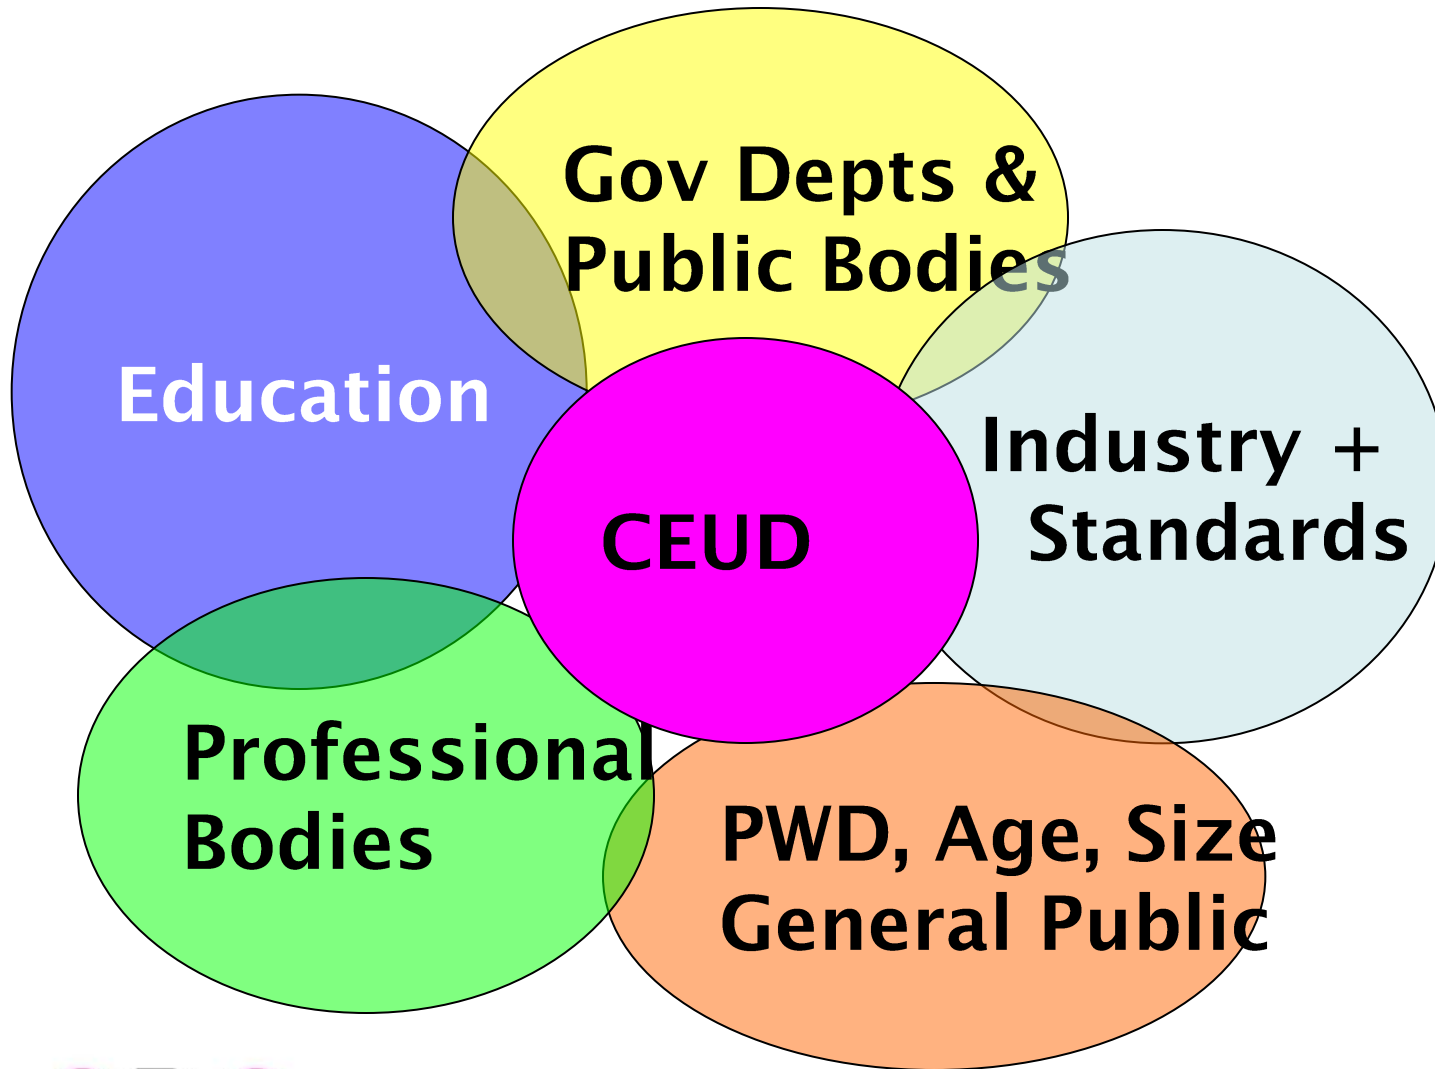 Gov Depts &
Public Bodies
Education
Industry +
Standards
CEUD
Professional
Bodies
PWD, Age, Size
General Public